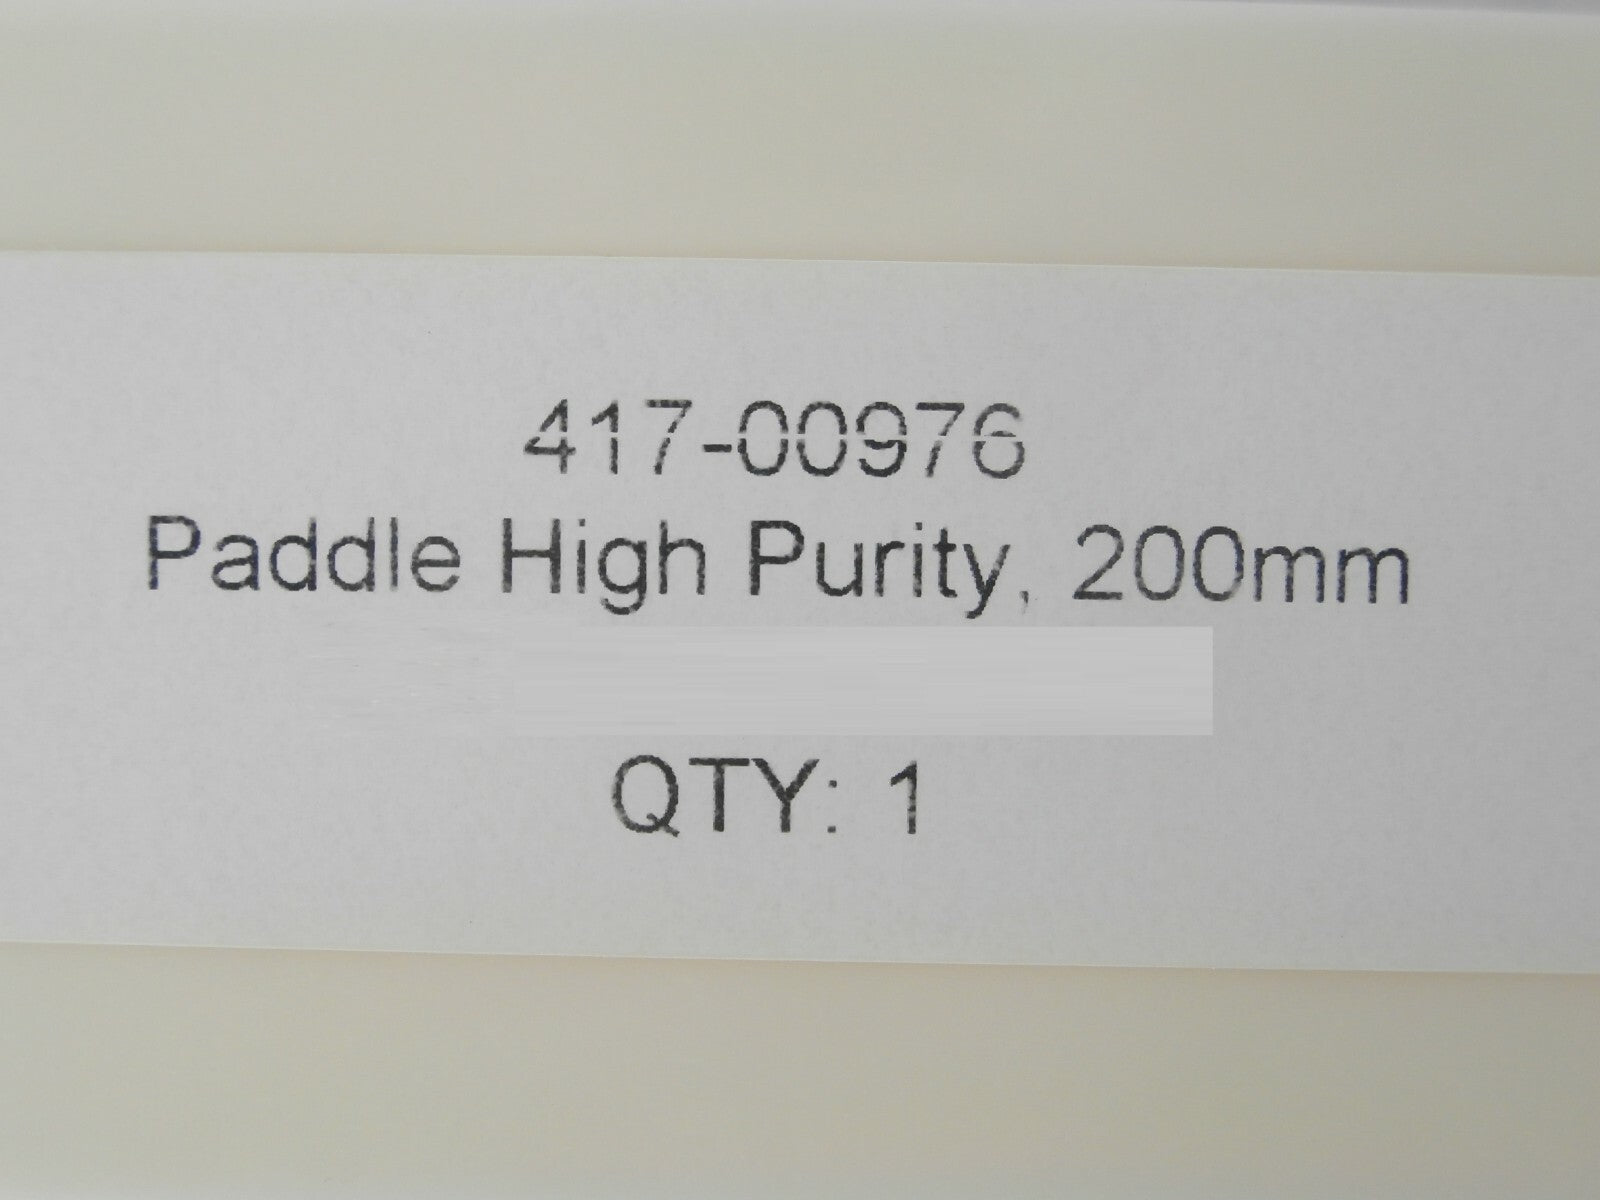 417-00976
Paddle High Purity, 200mm
QTY: 1